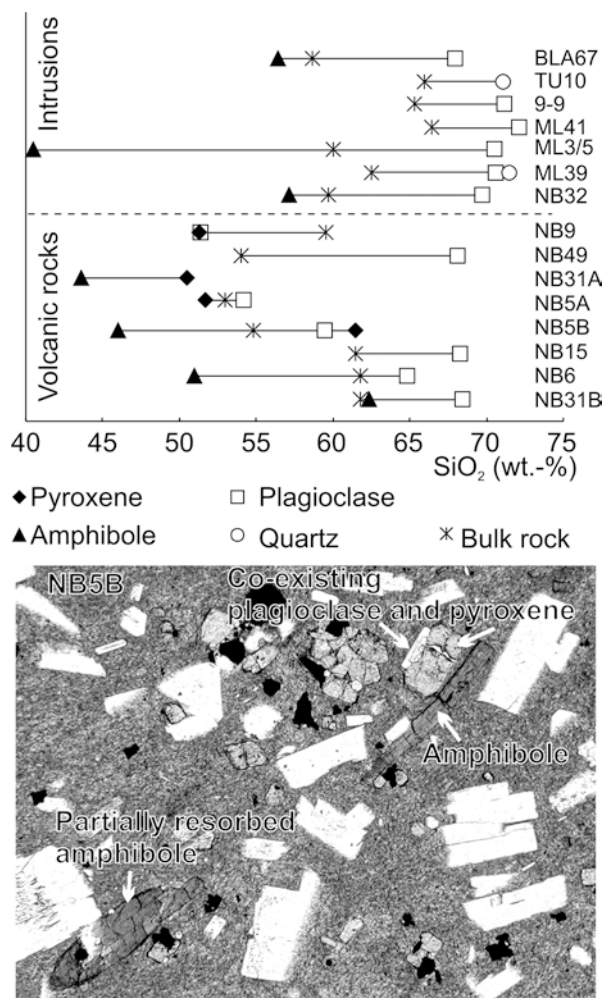 Intrusions
BLA67
TU10
9-9
ML41
ML3/5
ML39
NB32
Volcanic rocks
NB9
NB49
NB31A
NB5A
NB5B
NB15
NB6
NB31B
40 45 50 55 60 65 70 75
SiO₂ (wt.-%)
◆Pyroxene □ Plagioclase
▲Amphibole ○ Quartz ✳ Bulk rock
NB5B
Co-existing
plagioclase and pyroxene
Amphibole
Partially resorbed
amphibole